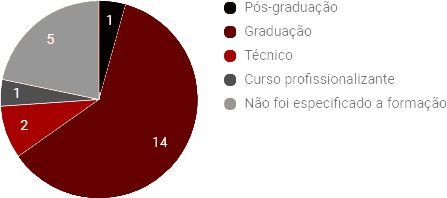 1
Pós-graduação
Graduação
5
Técnico
Curso profissionalizante
1
Não foi especificado a formação
2
14